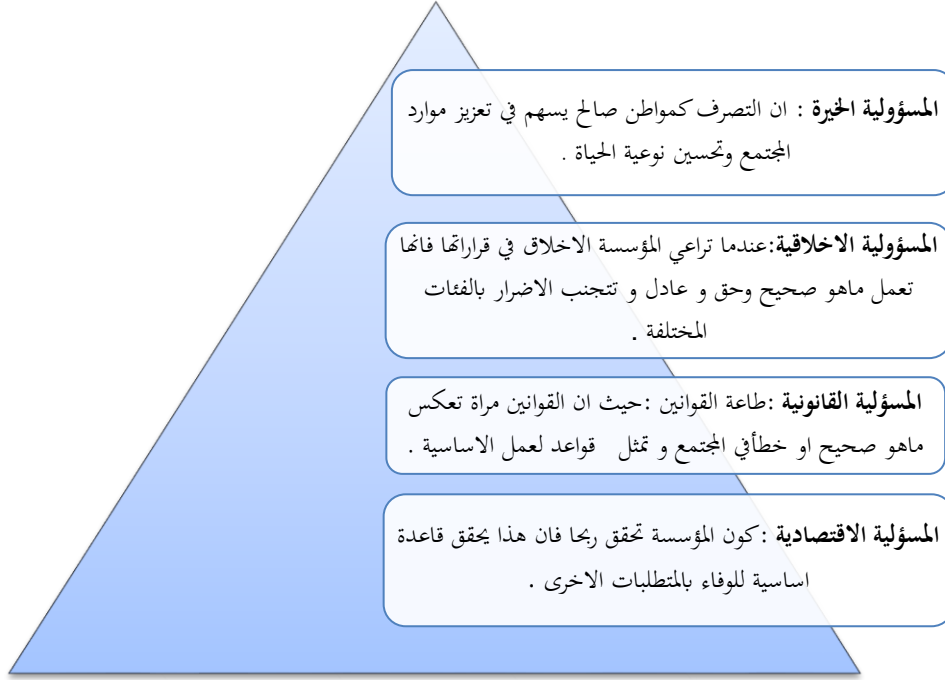 المسؤولية الخيرة : ان التصرف كمواطن صالح يسهم في تعزيز موارد
المجتمع وتحسين نوعية الحياة .
المسؤولية الاخلاقية:عندما تراعي المؤسسة الاخلاق في قراراتها فانها
تعمل ماهو صحيح وحق و عادل و تتجنب الاضرار بالفئات
المختلفة .
المسؤلية القانونية :طاعة القوانين :حيث ان القوانين مراة تعكس
ماهو صحيح او خطأفي المجتمع و تمثل قواعد لعمل الاساسية .
المسؤلية الاقتصادية :كون المؤسسة تحقق ربحا فان هذا يحقق قاعدة
اساسية للوفاء بالمتطلبات الاخرى .